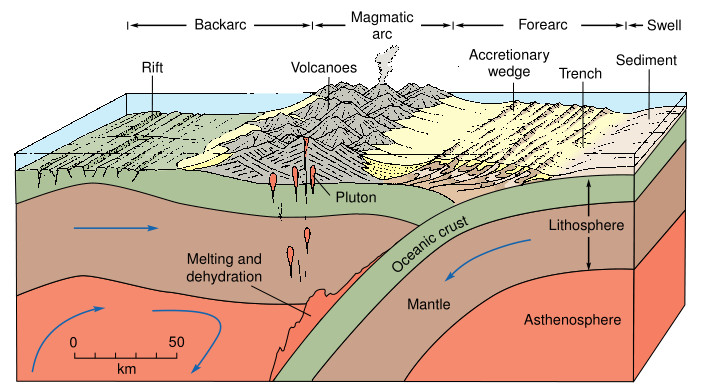 Backarc
Magmatic
arc
Forearc
Swell
Rift
Volcanoes
Accretionary
wedge
Trench
Sediment
Pluton
Oceanic crust
Lithosphere
Melting and
dehydration
Mantle
Asthenosphere
0 50
km